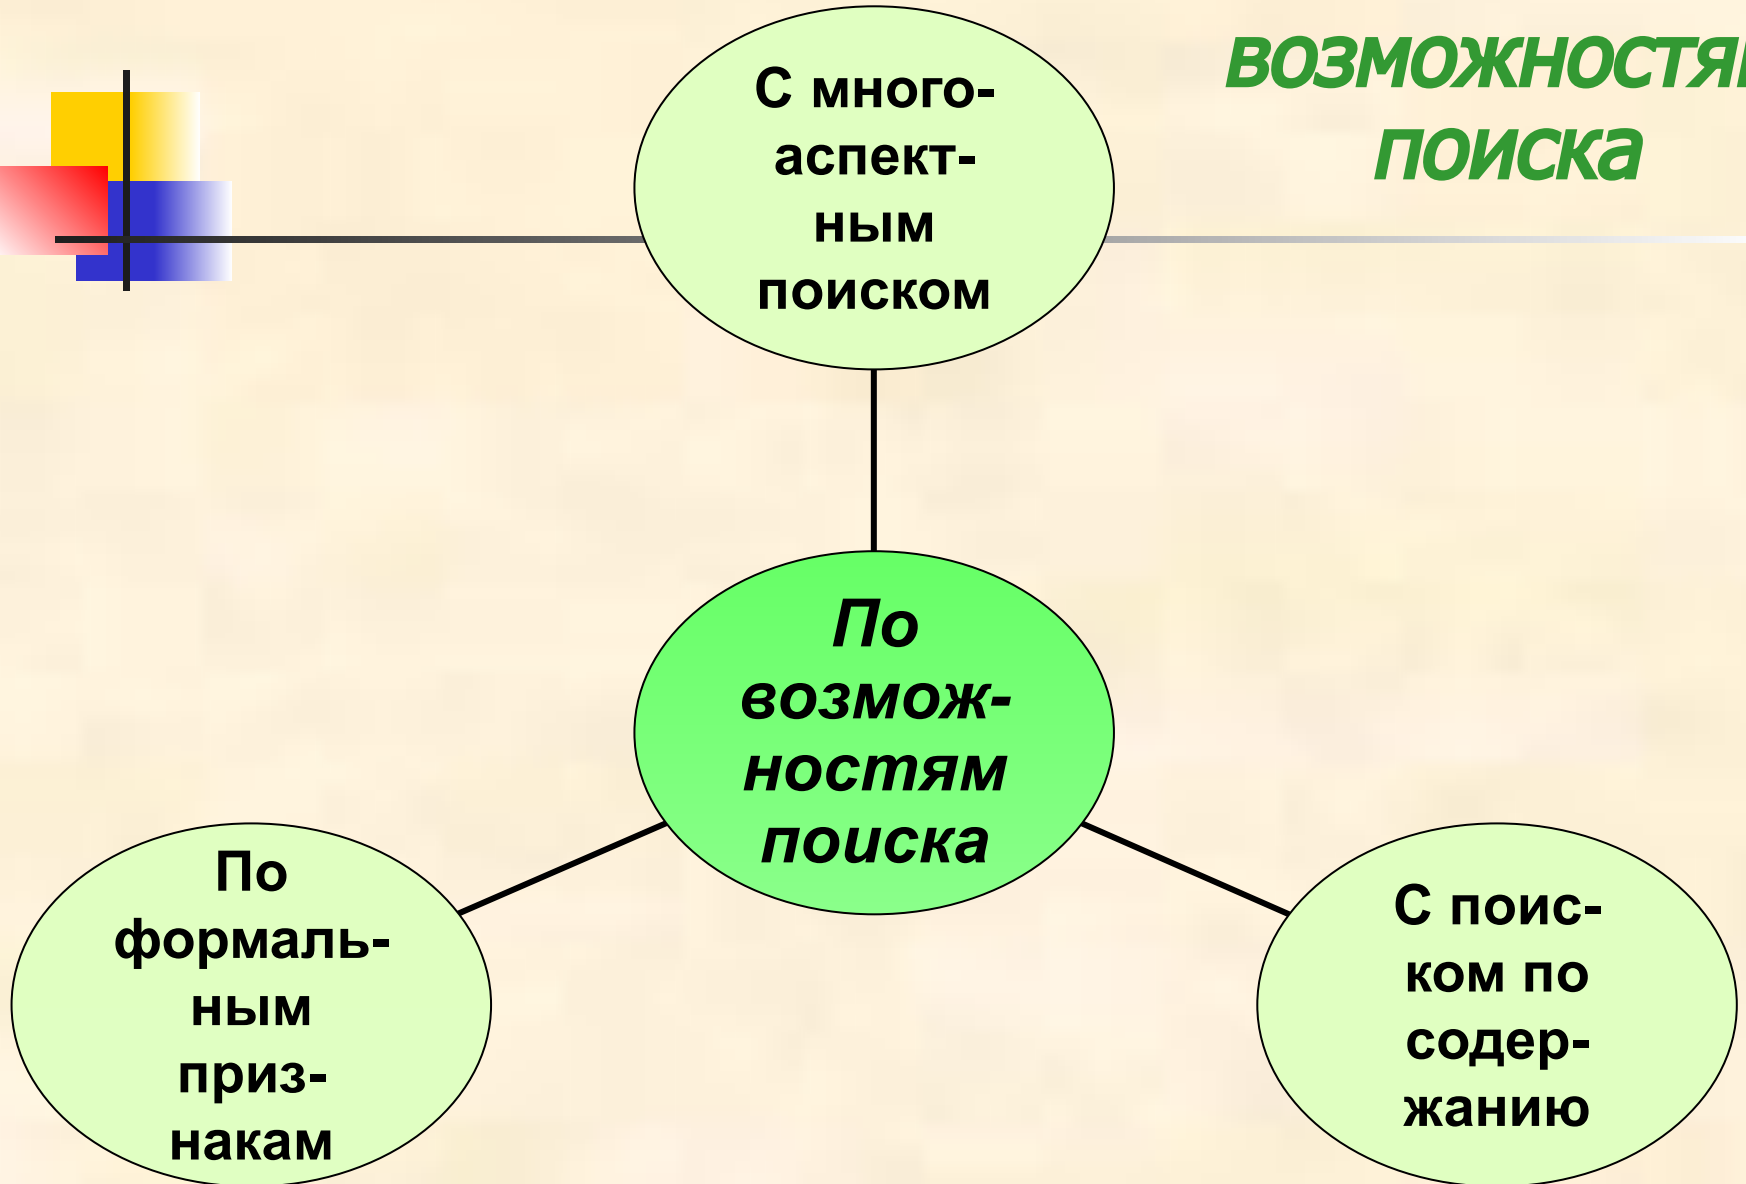 ВОЗМОЖНОСТЯМ
ПОИСКА
С много-
аспект-
ным
поиском
По
возмож-
ностям
поиска
По
формаль-
ным
приз-
накам
С поис-
ком по
содер-
жанию